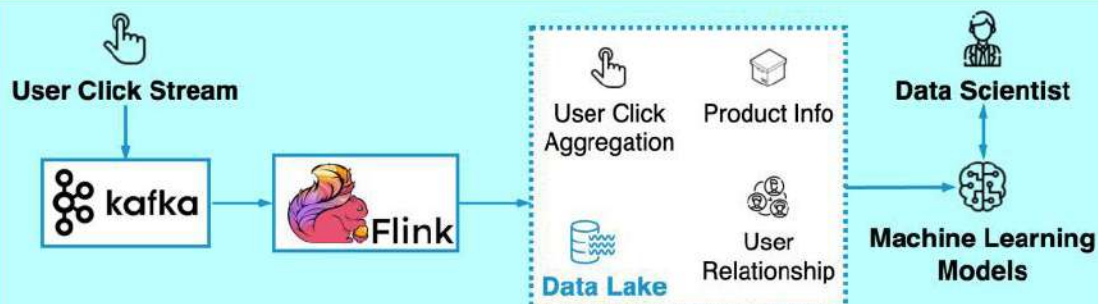 User Click Stream
kafka
Flink
User Click
Aggregation
Product Info
Data Lake
User
Relationship
Data Scientist
Machine Learning
Models